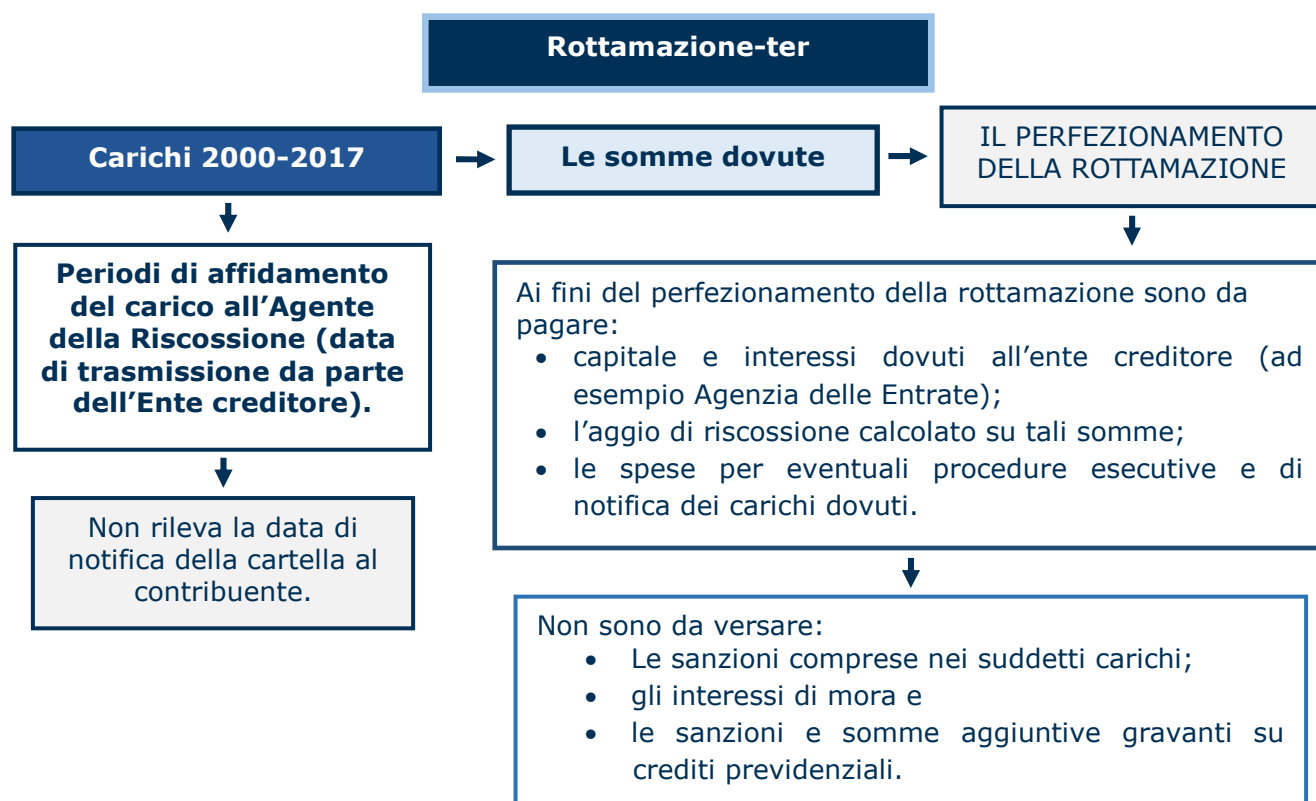 Rottamazione-ter
Carichi 2000-2017
Le somme dovute
IL PERFEZIONAMENTO
DELLA ROTTAMAZIONE
Periodi di affidamento
del carico all’Agente
della Riscossione (data
di trasmissione da parte
dell’Ente creditore).
Non rileva la data di
notifica della cartella al
contribuente.
Ai fini del perfezionamento della rottamazione sono da
pagare:
• capitale e interessi dovuti all’ente creditore (ad
esempio Agenzia delle Entrate);
• l’aggio di riscossione calcolato su tali somme;
• le spese per eventuali procedure esecutive e di
notifica dei carichi dovuti.
Non sono da versare:
• Le sanzioni comprese nei suddetti carichi;
• gli interessi di mora e
• le sanzioni e somme aggiuntive gravanti su
crediti previdenziali.